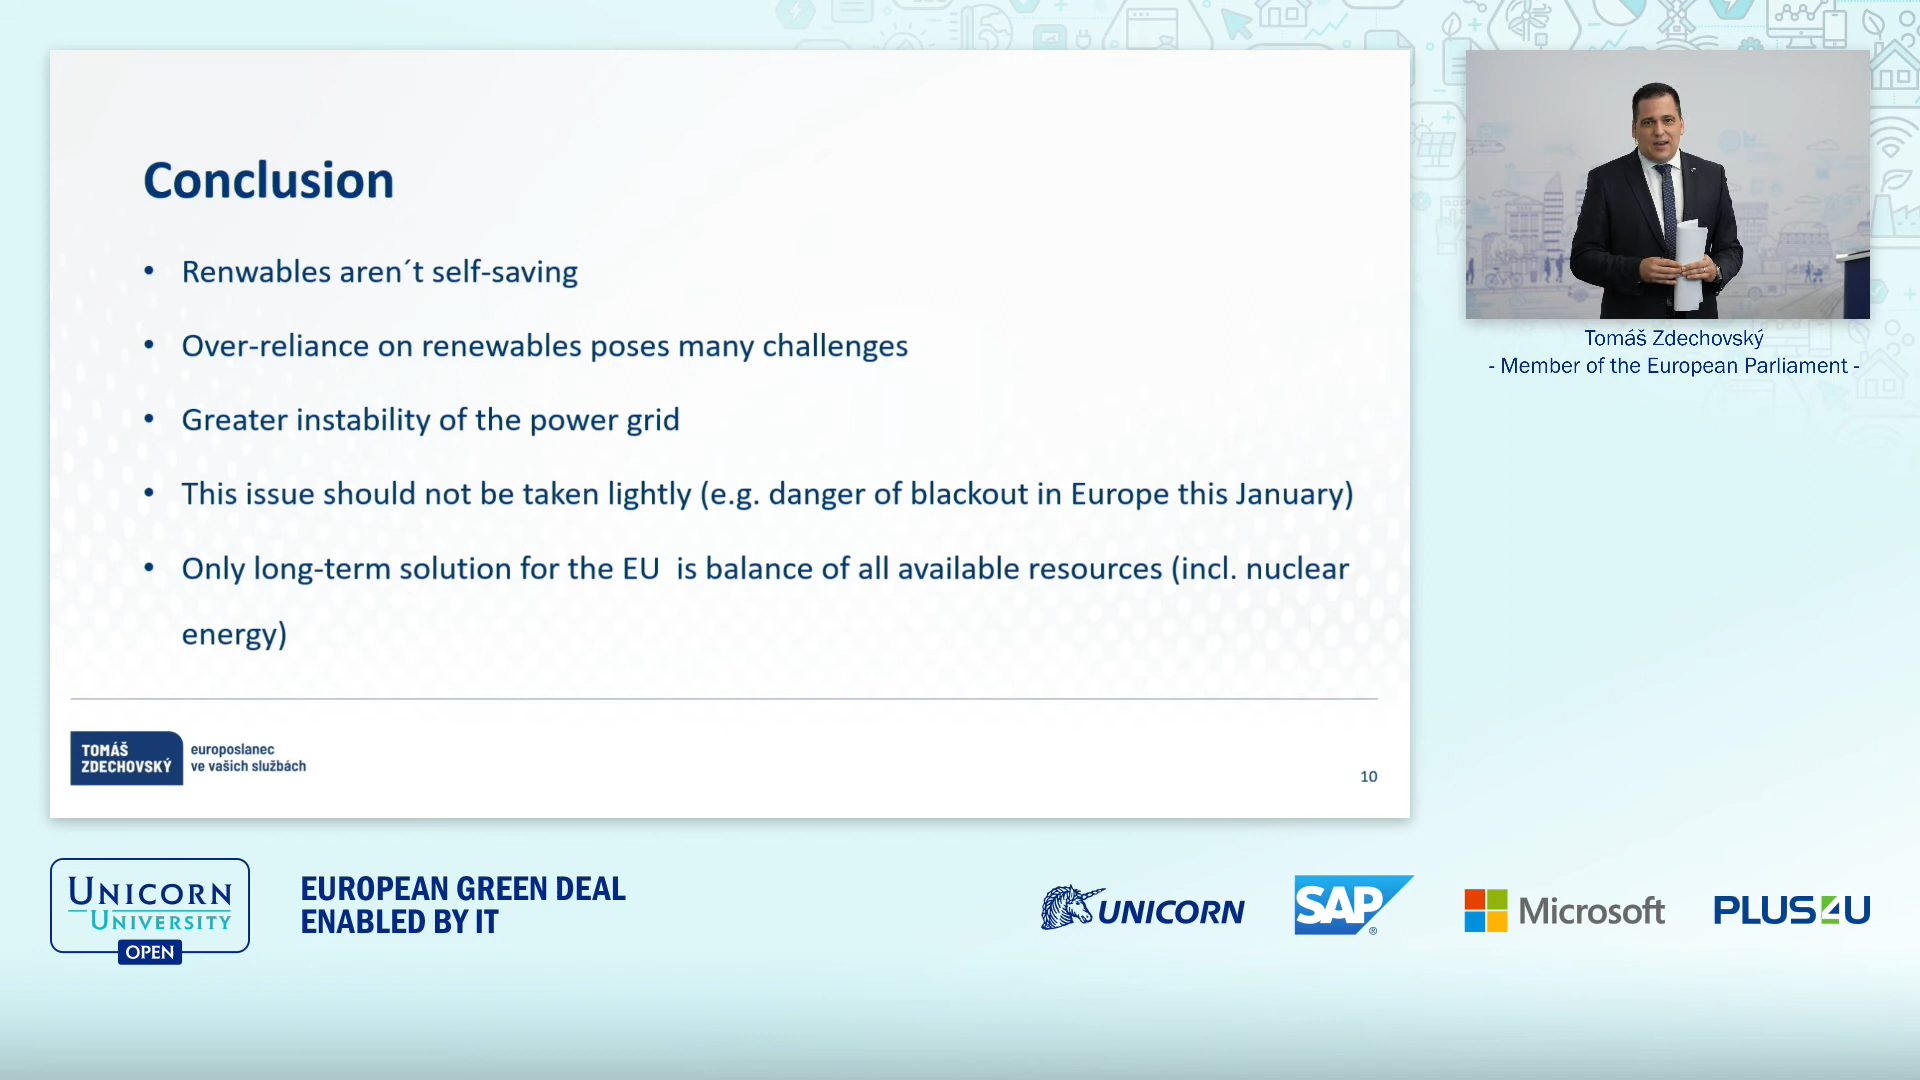 Conclusion
• Renwables aren´t self-saving
• Over-reliance on renewables poses many challenges
• Greater instability of the power grid
• This issue should not be taken lightly (e.g. danger of blackout in Europe this January)
• Only long-term solution for the EU  is balance of all available resources (incl. nuclear
energy)
TOMÁŠ
ZDECHOVSKÝ
europoslanec
ve vašich službách
10
Tomáš Zdechovský
- Member of the European Parliament -
UNICORN
UNIVERSITY
OPEN
EUROPEAN GREEN DEAL
ENABLED BY IT
UNICORN
SAP®
Microsoft
PLUS4U